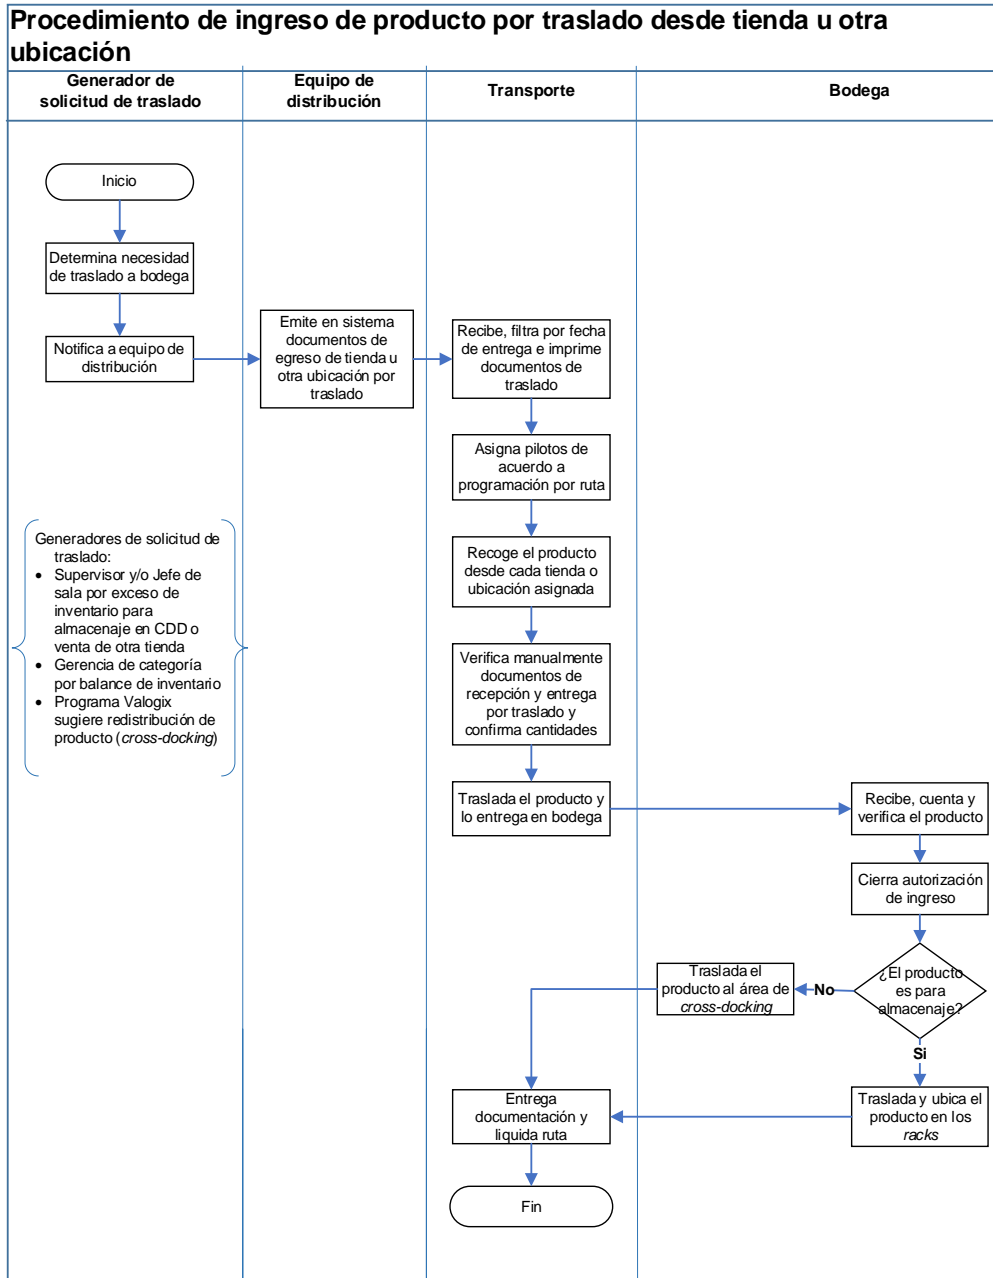 Procedimiento de ingreso de producto por traslado desde tienda u otra
ubicación
Generador de
solicitud de traslado
Equipo de
distribución
Transporte
Bodega
Inicio
Determina necesidad
de traslado a bodega
Notifica a equipo de
distribución
Emite en sistema
documentos de
egreso de tienda u
otra ubicación por
traslado
Recibe, filtra por fecha
de entrega e imprime
documentos de
traslado
Asigna pilotos de
acuerdo a
programación por ruta
Recoge el producto
desde cada tienda o
ubicación asignada
Verifica manualmente
documentos de
recepción y entrega
por traslado y
confirma cantidades
Traslada el producto y
lo entrega en bodega
Generadores de solicitud de
traslado:
• Supervisor y/o Jefe de
sala por exceso de
inventario para
almacenaje en CDD o
venta de otra tienda
• Gerencia de categoría
por balance de inventario
• Programa Valogix
sugiere redistribución de
producto (cross-docking)
Recibe, cuenta y
verifica el producto
Cierra autorización
de ingreso
¿El producto
es para
almacenaje?
No
Traslada el
producto al área de
cross-docking
Si
Traslada y ubica el
producto en los
racks
Entrega
documentación y
liquida ruta
Fin